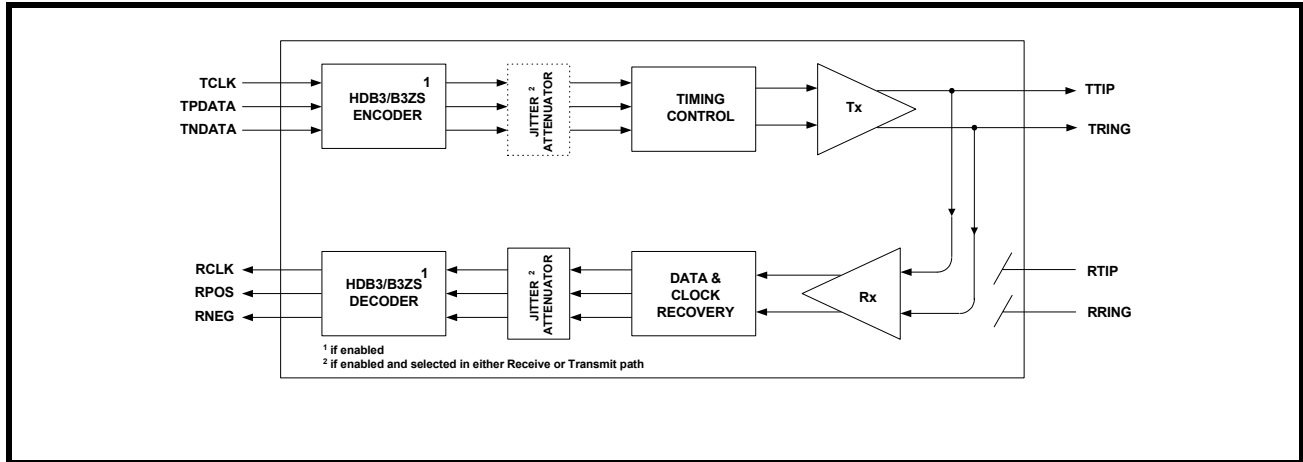 TCLK
TPDATA
TNDATA
HDB3/B3ZS 1
ENCODER
JITTER 2
ATTENUATOR
TIMING
CONTROL
Tx
TTIP
TRING
RCLK
RPOS
RNEG
HDB3/B3ZS 1
DECODER
JITTER 2
ATTENUATOR
DATA &
CLOCK
RECOVERY
Rx
RTIP
RRING
1 if enabled
2 if enabled and selected in either Receive or Transmit path